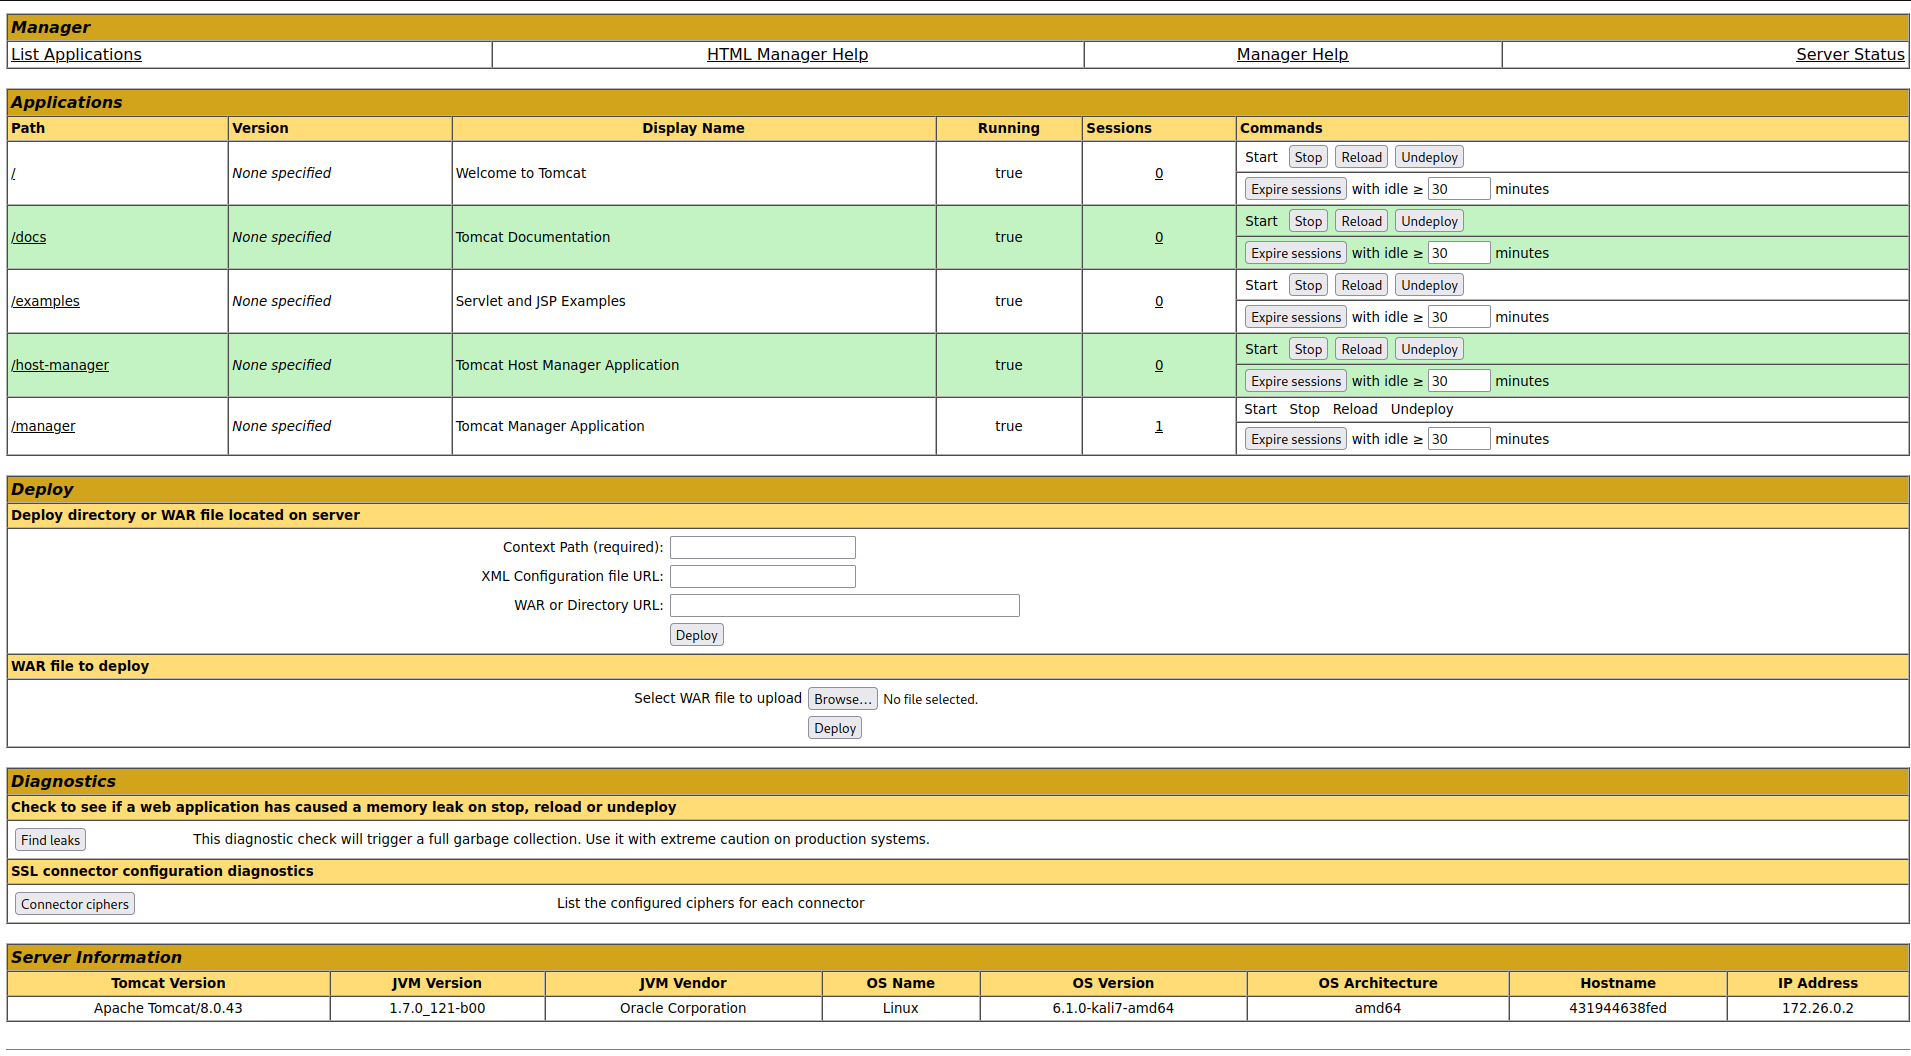 Manager
List Applications HTML Manager Help Manager Help Server Status
Applications
Path Version Display Name Running Sessions Commands
/ None specified Welcome to Tomcat true 0 Start Stop Reload Undeploy
Expire sessions with idle ≥ 30 minutes
/docs None specified Tomcat Documentation true 0 Start Stop Reload Undeploy
Expire sessions with idle ≥ 30 minutes
/examples None specified Servlet and JSP Examples true 0 Start Stop Reload Undeploy
Expire sessions with idle ≥ 30 minutes
/host-manager None specified Tomcat Host Manager Application true 0 Start Stop Reload Undeploy
Expire sessions with idle ≥ 30 minutes
/manager None specified Tomcat Manager Application true 1 Start Stop Reload Undeploy
Expire sessions with idle ≥ 30 minutes
Deploy
Deploy directory or WAR file located on server
Context Path (required):
XML Configuration file URL:
WAR or Directory URL:
Deploy
WAR file to deploy
Select WAR file to upload Browse... No file selected.
Deploy
Diagnostics
Check to see if a web application has caused a memory leak on stop, reload or undeploy
Find leaks This diagnostic check will trigger a full garbage collection. Use it with extreme caution on production systems.
SSL connector configuration diagnostics
Connector ciphers List the configured ciphers for each connector
Server Information
Tomcat Version JVM Version JVM Vendor OS Name OS Version OS Architecture Hostname IP Address
Apache Tomcat/8.0.43 1.7.0_121-b00 Oracle Corporation Linux 6.1.0-kali7-amd64 amd64 431944638fed 172.26.0.2